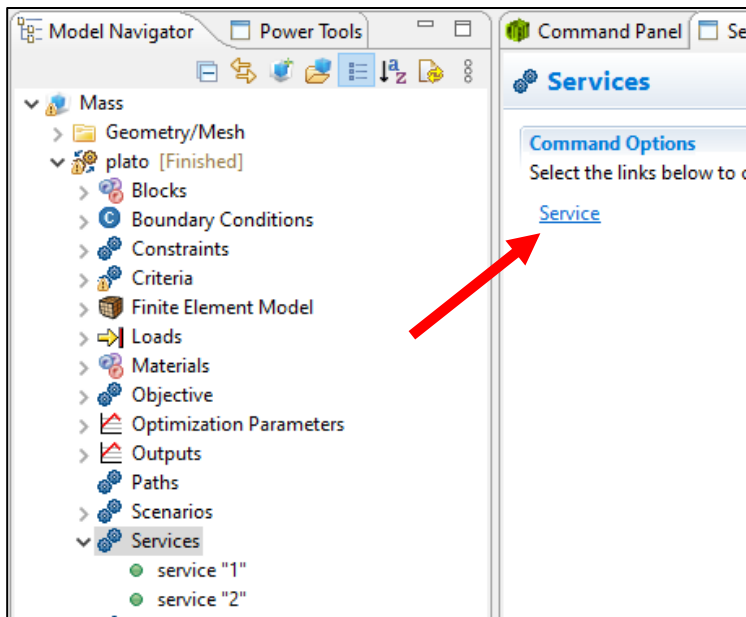 Model Navigator
Power Tools
Mass
Geometry/Mesh
plato [Finished]
Blocks
Boundary Conditions
Constraints
Criteria
Finite Element Model
Loads
Materials
Objective
Optimization Parameters
Outputs
Paths
Scenarios
Services
service "1"
service "2"
Command Panel
Se
Services
Command Options
Select the links below to
Service